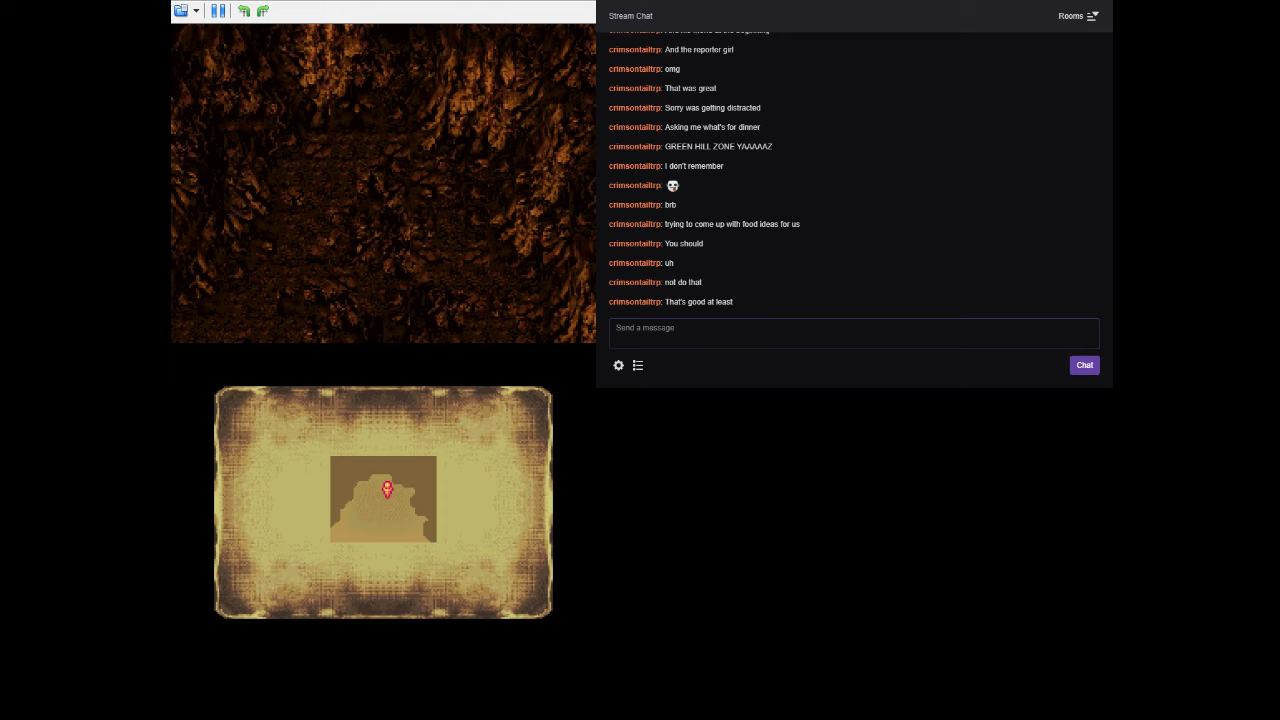 Stream Chat
Rooms
crimsontailtrp: And the reporter girl
crimsontailtrp: omg
crimsontailtrp: That was great
crimsontailtrp: Sorry was getting distracted
crimsontailtrp: Asking me what's for dinner
crimsontailtrp: GREEN HILL ZONE YAAAAAZ
crimsontailtrp: I don't remember
crimsontailtrp:
crimsontailtrp: brb
crimsontailtrp: trying to come up with food ideas for us
crimsontailtrp: You should
crimsontailtrp: uh
crimsontailtrp: not do that
crimsontailtrp: That's good at least
Send a message
Chat